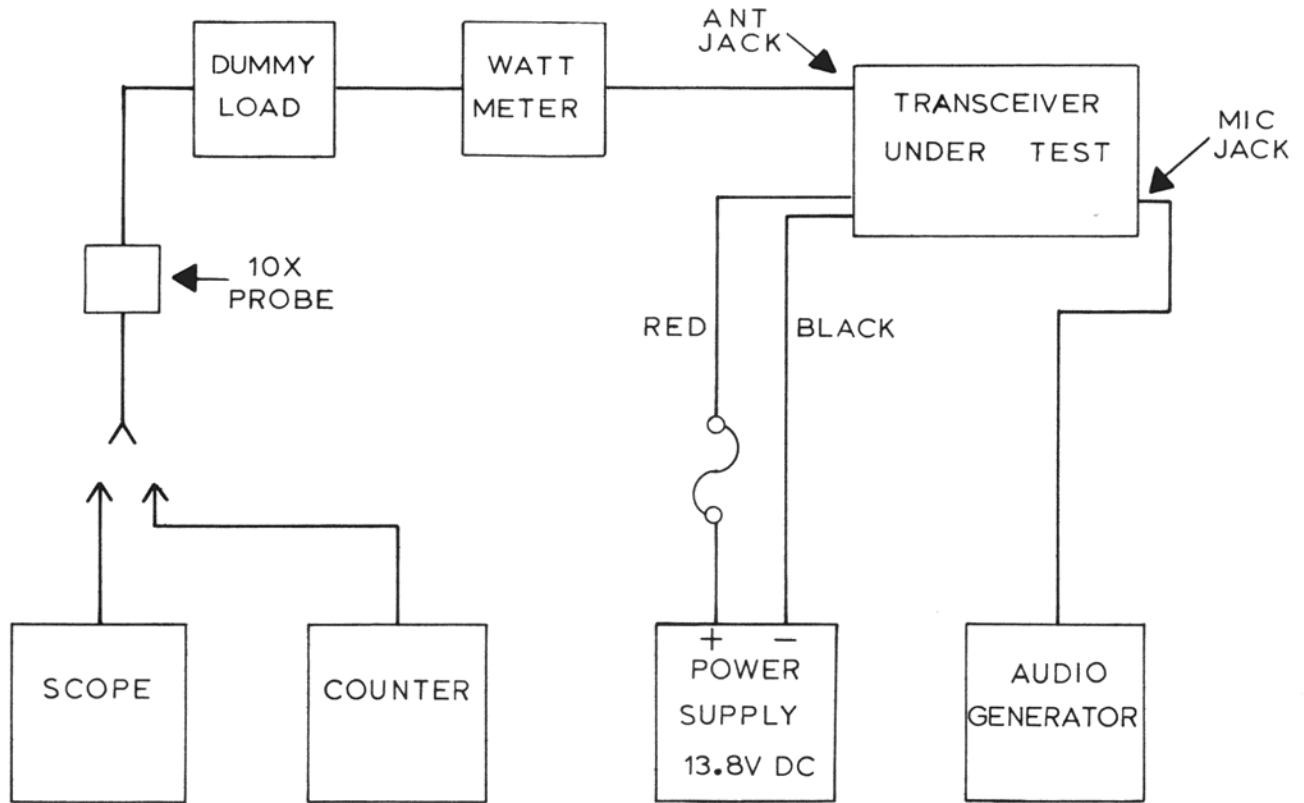 ANT
JACK
DUMMY
LOAD
WATT
METER
TRANSCEIVER
UNDER TEST
MIC
JACK
10X
PROBE
RED
BLACK
SCOPE
COUNTER
+ −
POWER
SUPPLY
13.8V DC
AUDIO
GENERATOR